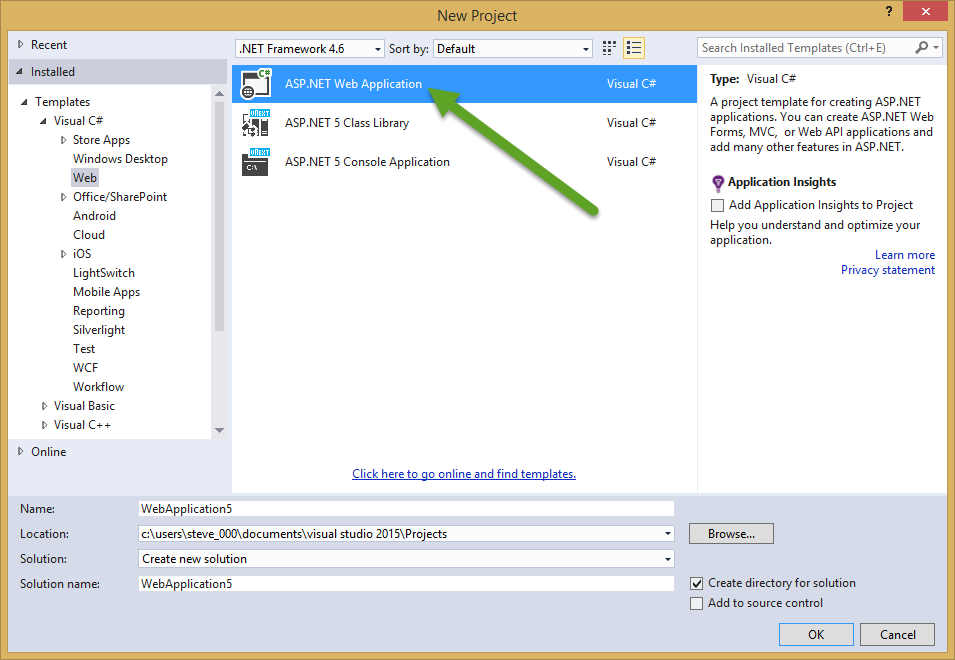 New Project
?
Recent
Installed
Templates
Visual C#
Store Apps
Windows Desktop
Web
Office/SharePoint
Android
Cloud
iOS
LightSwitch
Mobile Apps
Reporting
Silverlight
Test
WCF
Workflow
Visual Basic
Visual C++
Online
.NET Framework 4.6 Sort by: Default
C# ASP.NET Web Application Visual C#
VNEXT ASP.NET 5 Class Library Visual C#
VNEXT C:\ ASP.NET 5 Console Application Visual C#
Click here to go online and find templates.
Search Installed Templates (Ctrl+E)
Type: Visual C#
A project template for creating ASP.NET
applications. You can create ASP.NET Web
Forms, MVC, or Web API applications and
add many other features in ASP.NET.
Application Insights
Add Application Insights to Project
Help you understand and optimize your
application.
Learn more
Privacy statement
Name: WebApplication5
Location: c:\users\steve_000\documents\visual studio 2015\Projects Browse...
Solution: Create new solution
Solution name: WebApplication5
Create directory for solution
Add to source control
OK Cancel